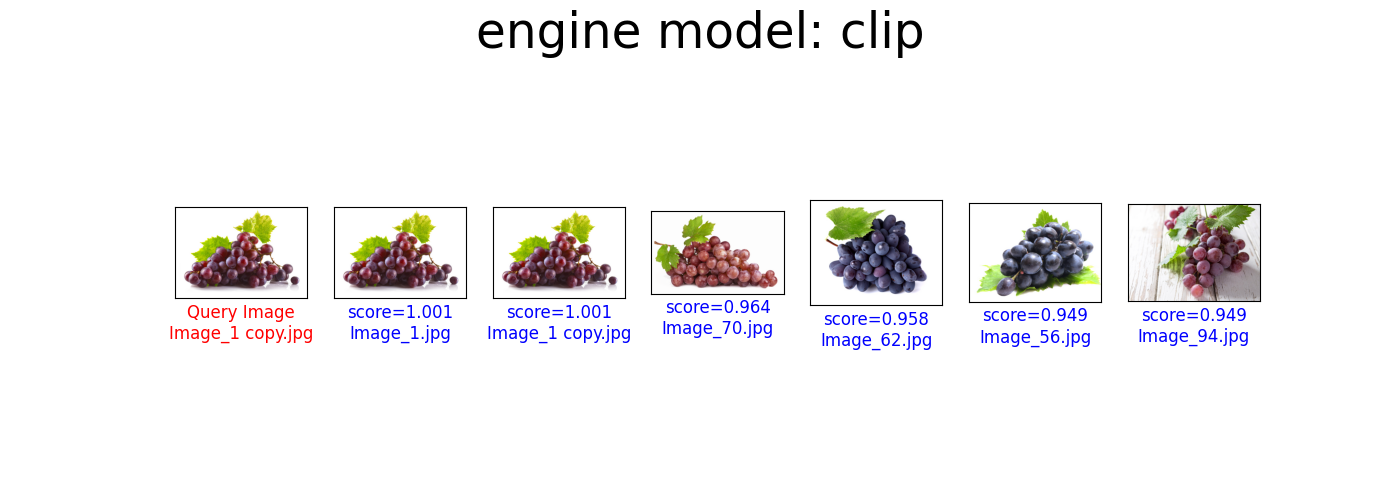 engine model: clip
Query Image
Image_1 copy.jpg
score=1.001
Image_1.jpg
score=1.001
Image_1 copy.jpg
score=0.964
Image_70.jpg
score=0.958
Image_62.jpg
score=0.949
Image_56.jpg
score=0.949
Image_94.jpg